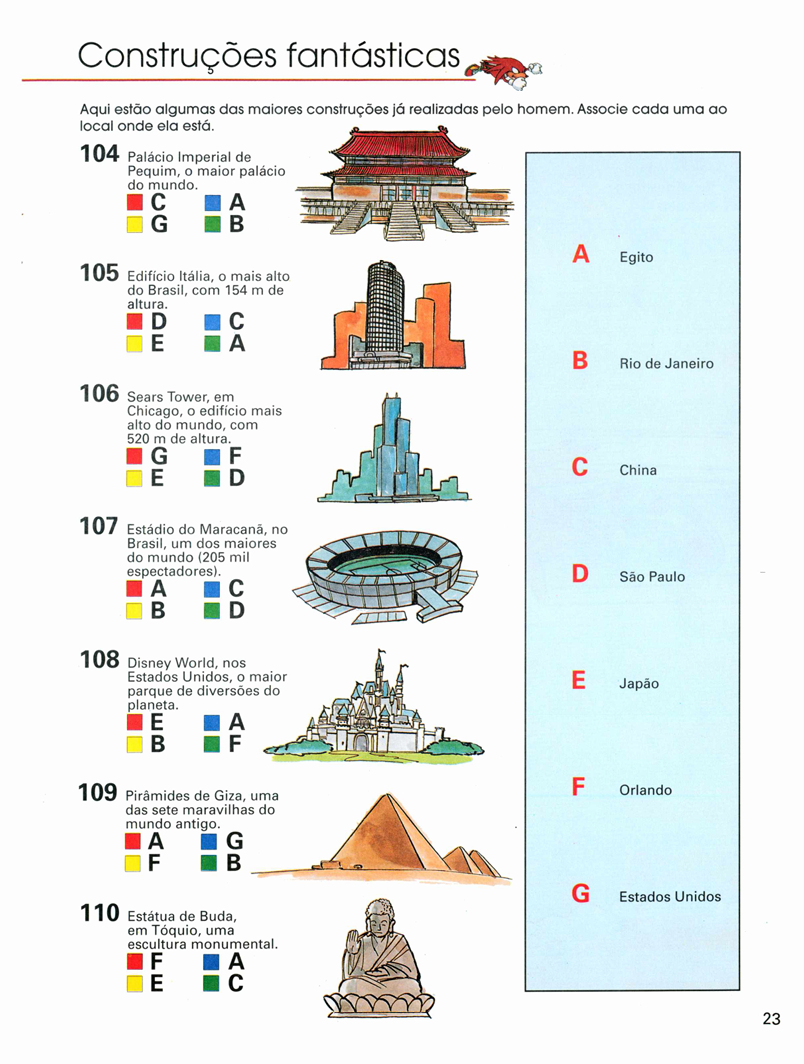 Construções fantásticas
Aqui estão algumas das maiores construções já realizadas pelo homem. Associe cada uma ao
local onde ela está.
104 Palácio Imperial de
Pequim, o maior palácio
do mundo.
C A
G B
105 Edifício Itália, o mais alto
do Brasil, com 154 m de
altura.
D C
E A
106 Sears Tower, em
Chicago, o edifício mais
alto do mundo, com
520 m de altura.
G F
E D
107 Estádio do Maracanã, no
Brasil, um dos maiores
do mundo (205 mil
espectadores).
A C
B D
108 Disney World, nos
Estados Unidos, o maior
parque de diversões do
planeta.
E A
B F
109 Pirâmides de Giza, uma
das sete maravilhas do
mundo antigo.
A G
F B
110 Estátua de Buda,
em Tóquio, uma
escultura monumental.
F A
E C
A Egito
B Rio de Janeiro
C China
D São Paulo
E Japão
F Orlando
G Estados Unidos
23